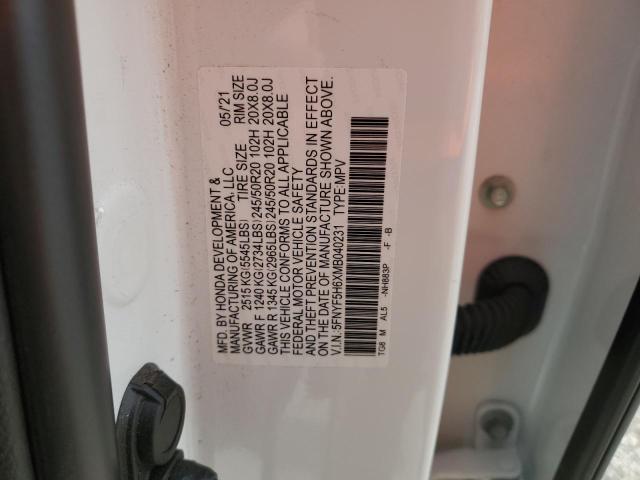 MFD. BY HONDA DEVELOPMENT &
MANUFACTURING OF AMERICA, LLC 05/'21
GVWR 2515 KG(5545LBS) TIRE SIZE RIM SIZE
GAWR F 1240 KG(2734LBS)245/50R20 102H 20X8.0J
GAWR R 1345 KG(2965LBS)245/50R20 102H 20X8.0J
THIS VEHICLE CONFORMS TO ALL APPLICABLE
FEDERAL MOTOR VEHICLE SAFETY
AND THEFT PREVENTION STANDARDS IN EFFECT
ON THE DATE OF MANUFACTURE SHOWN ABOVE.
V.I.N.:5FNYF5H6XMB040231 TYPE:MPV
TG8 M AL5 -NH883P -F -B